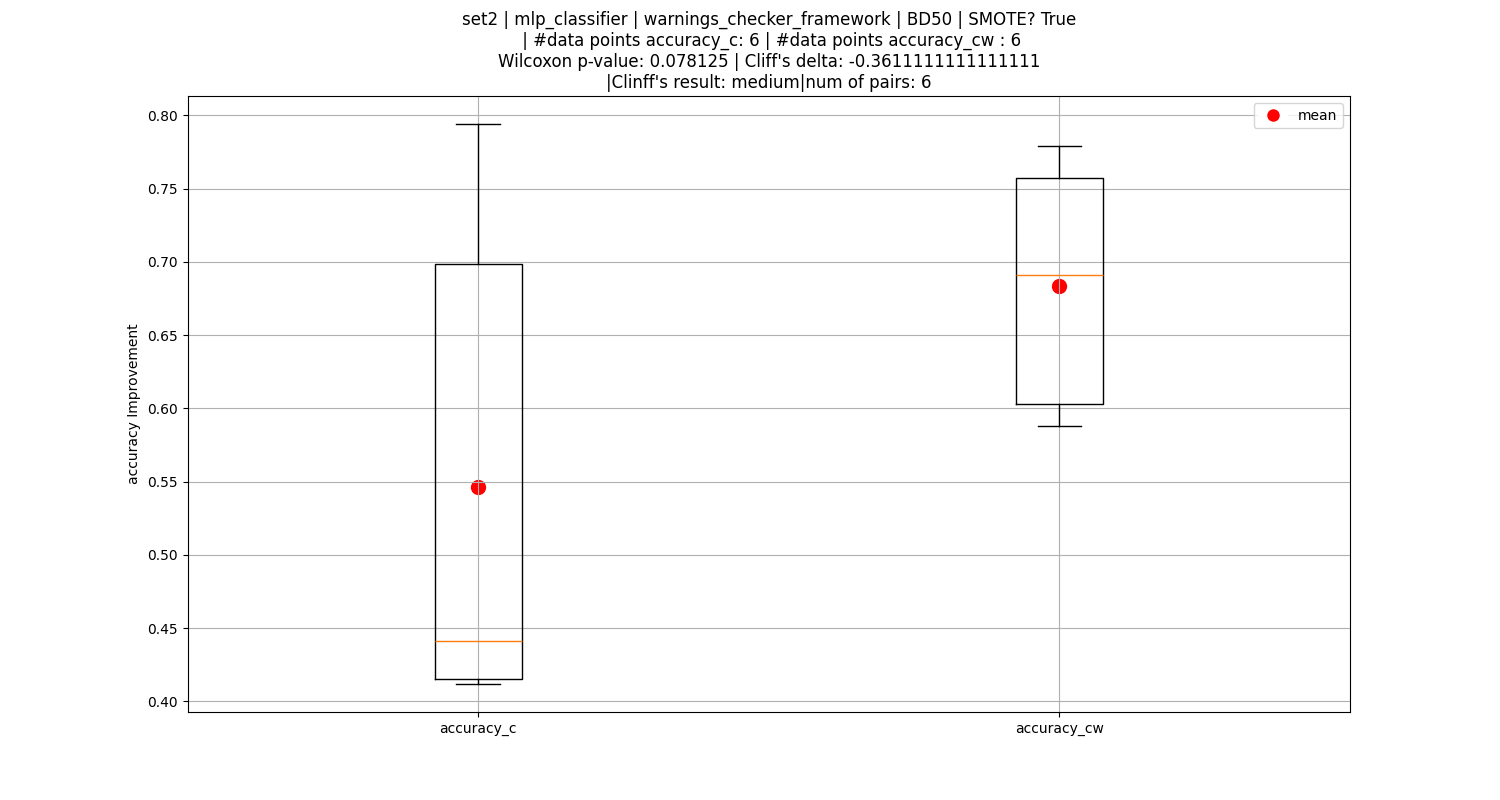 set2 | mlp_classifier | warnings_checker_framework | BD50 | SMOTE? True
| #data points accuracy_c: 6 | #data points accuracy_cw : 6
Wilcoxon p-value: 0.078125 | Cliff's delta: -0.3611111111111111
|Clinff's result: medium|num of pairs: 6
mean
0.80
0.75
0.70
0.65
0.60
0.55
0.50
0.45
0.40
accuracy Improvement
accuracy_c
accuracy_cw